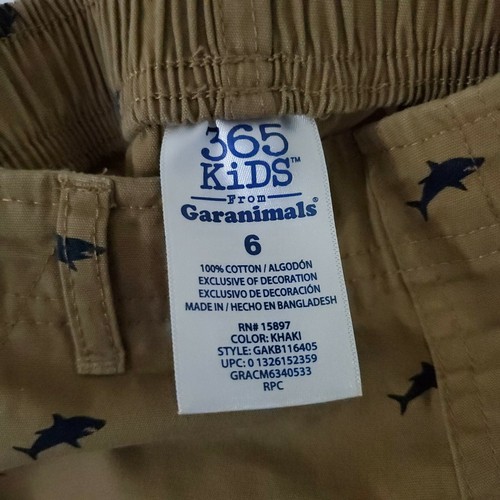 365
KiDS™
From
Garanimals®
6
100% COTTON / ALGODÓN
EXCLUSIVE OF DECORATION
EXCLUSIVO DE DECORACIÓN
MADE IN / HECHO EN BANGLADESH
RN# 15897
COLOR: KHAKI
STYLE: GAKB116405
UPC: 0 1326152359
GRACM6340533
RPC